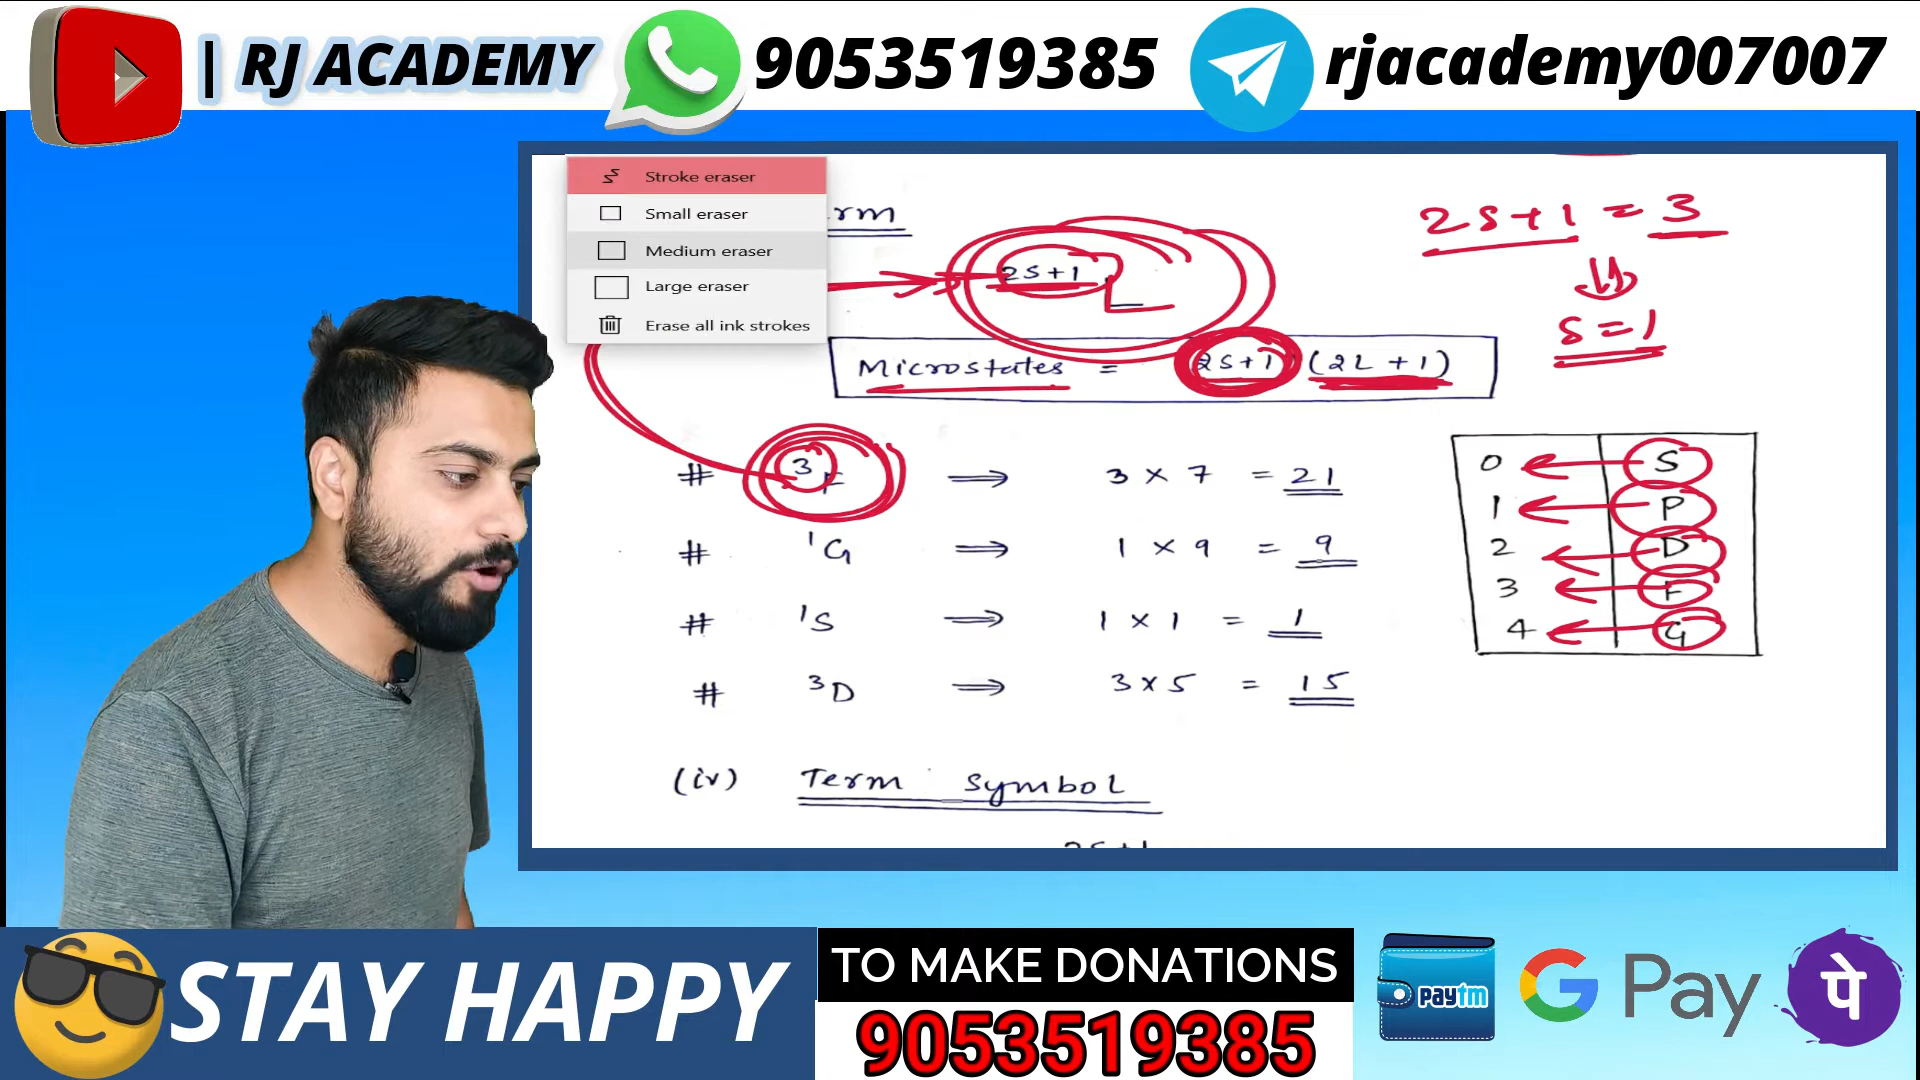 | RJ ACADEMY 9053519385 rjacademy007007
Stroke eraser
Small eraser
Medium eraser
Large eraser
Erase all ink strokes
rm
2S+1
L
2S+1 = 3
S=1
Microstates = (2S+1) (2L+1)
# 3F ⟹ 3 × 7 = 21
# 1G ⟹ 1 × 9 = 9
# 1S ⟹ 1 × 1 = 1
# 3D ⟹ 3×5 = 15
0 S
1 P
2 D
3 F
4 G
(iv) Term Symbol
2S+1
STAY HAPPY
TO MAKE DONATIONS
9053519385
paytm
G Pay
पे